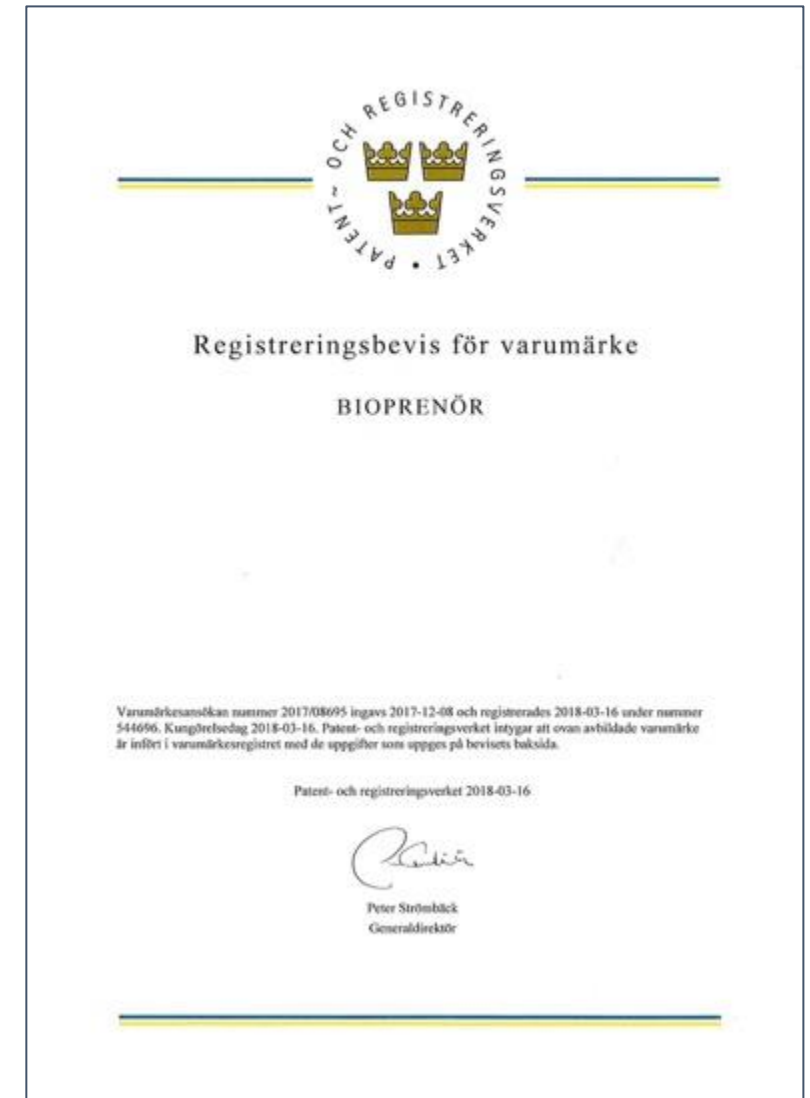 PATENT- OCH REGISTRERINGSVERKET •
Registreringsbevis för varumärke
BIOPRENÖR
Varumärkesansökan nummer 2017/08695 ingavs 2017-12-08 och registrerades 2018-03-16 under nummer
544696. Kungörelsedag 2018-03-16. Patent- och registreringsverket intygar att ovan avbildade varumärke
är infört i varumärkesregistret med de uppgifter som uppges på bevisets baksida.
Patent- och registreringsverket 2018-03-16
Peter Strömbäck
Generaldirektör